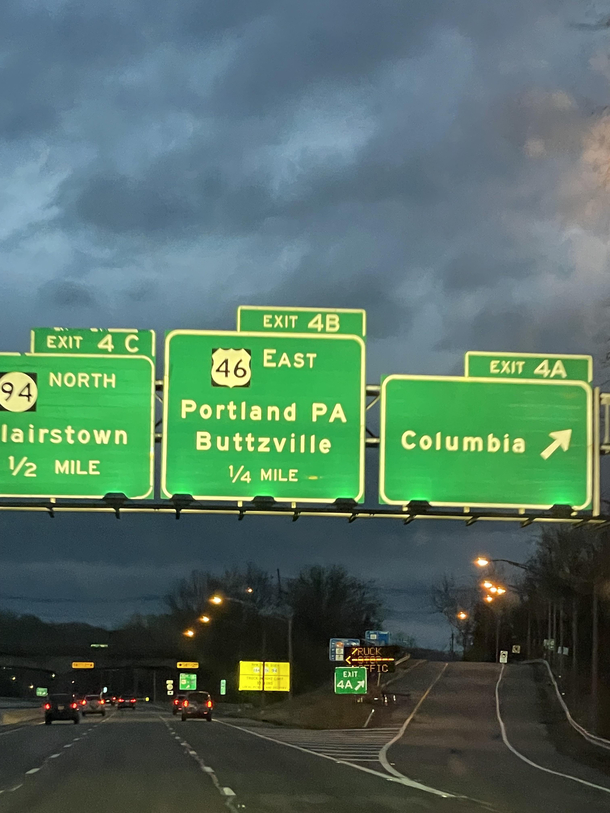 EXIT 4C
94 NORTH
lairstown
1/2 MILE
EXIT 4B
46 EAST
Portland PA
Buttzville
1/4 MILE
EXIT 4A
Columbia
EXIT
4A